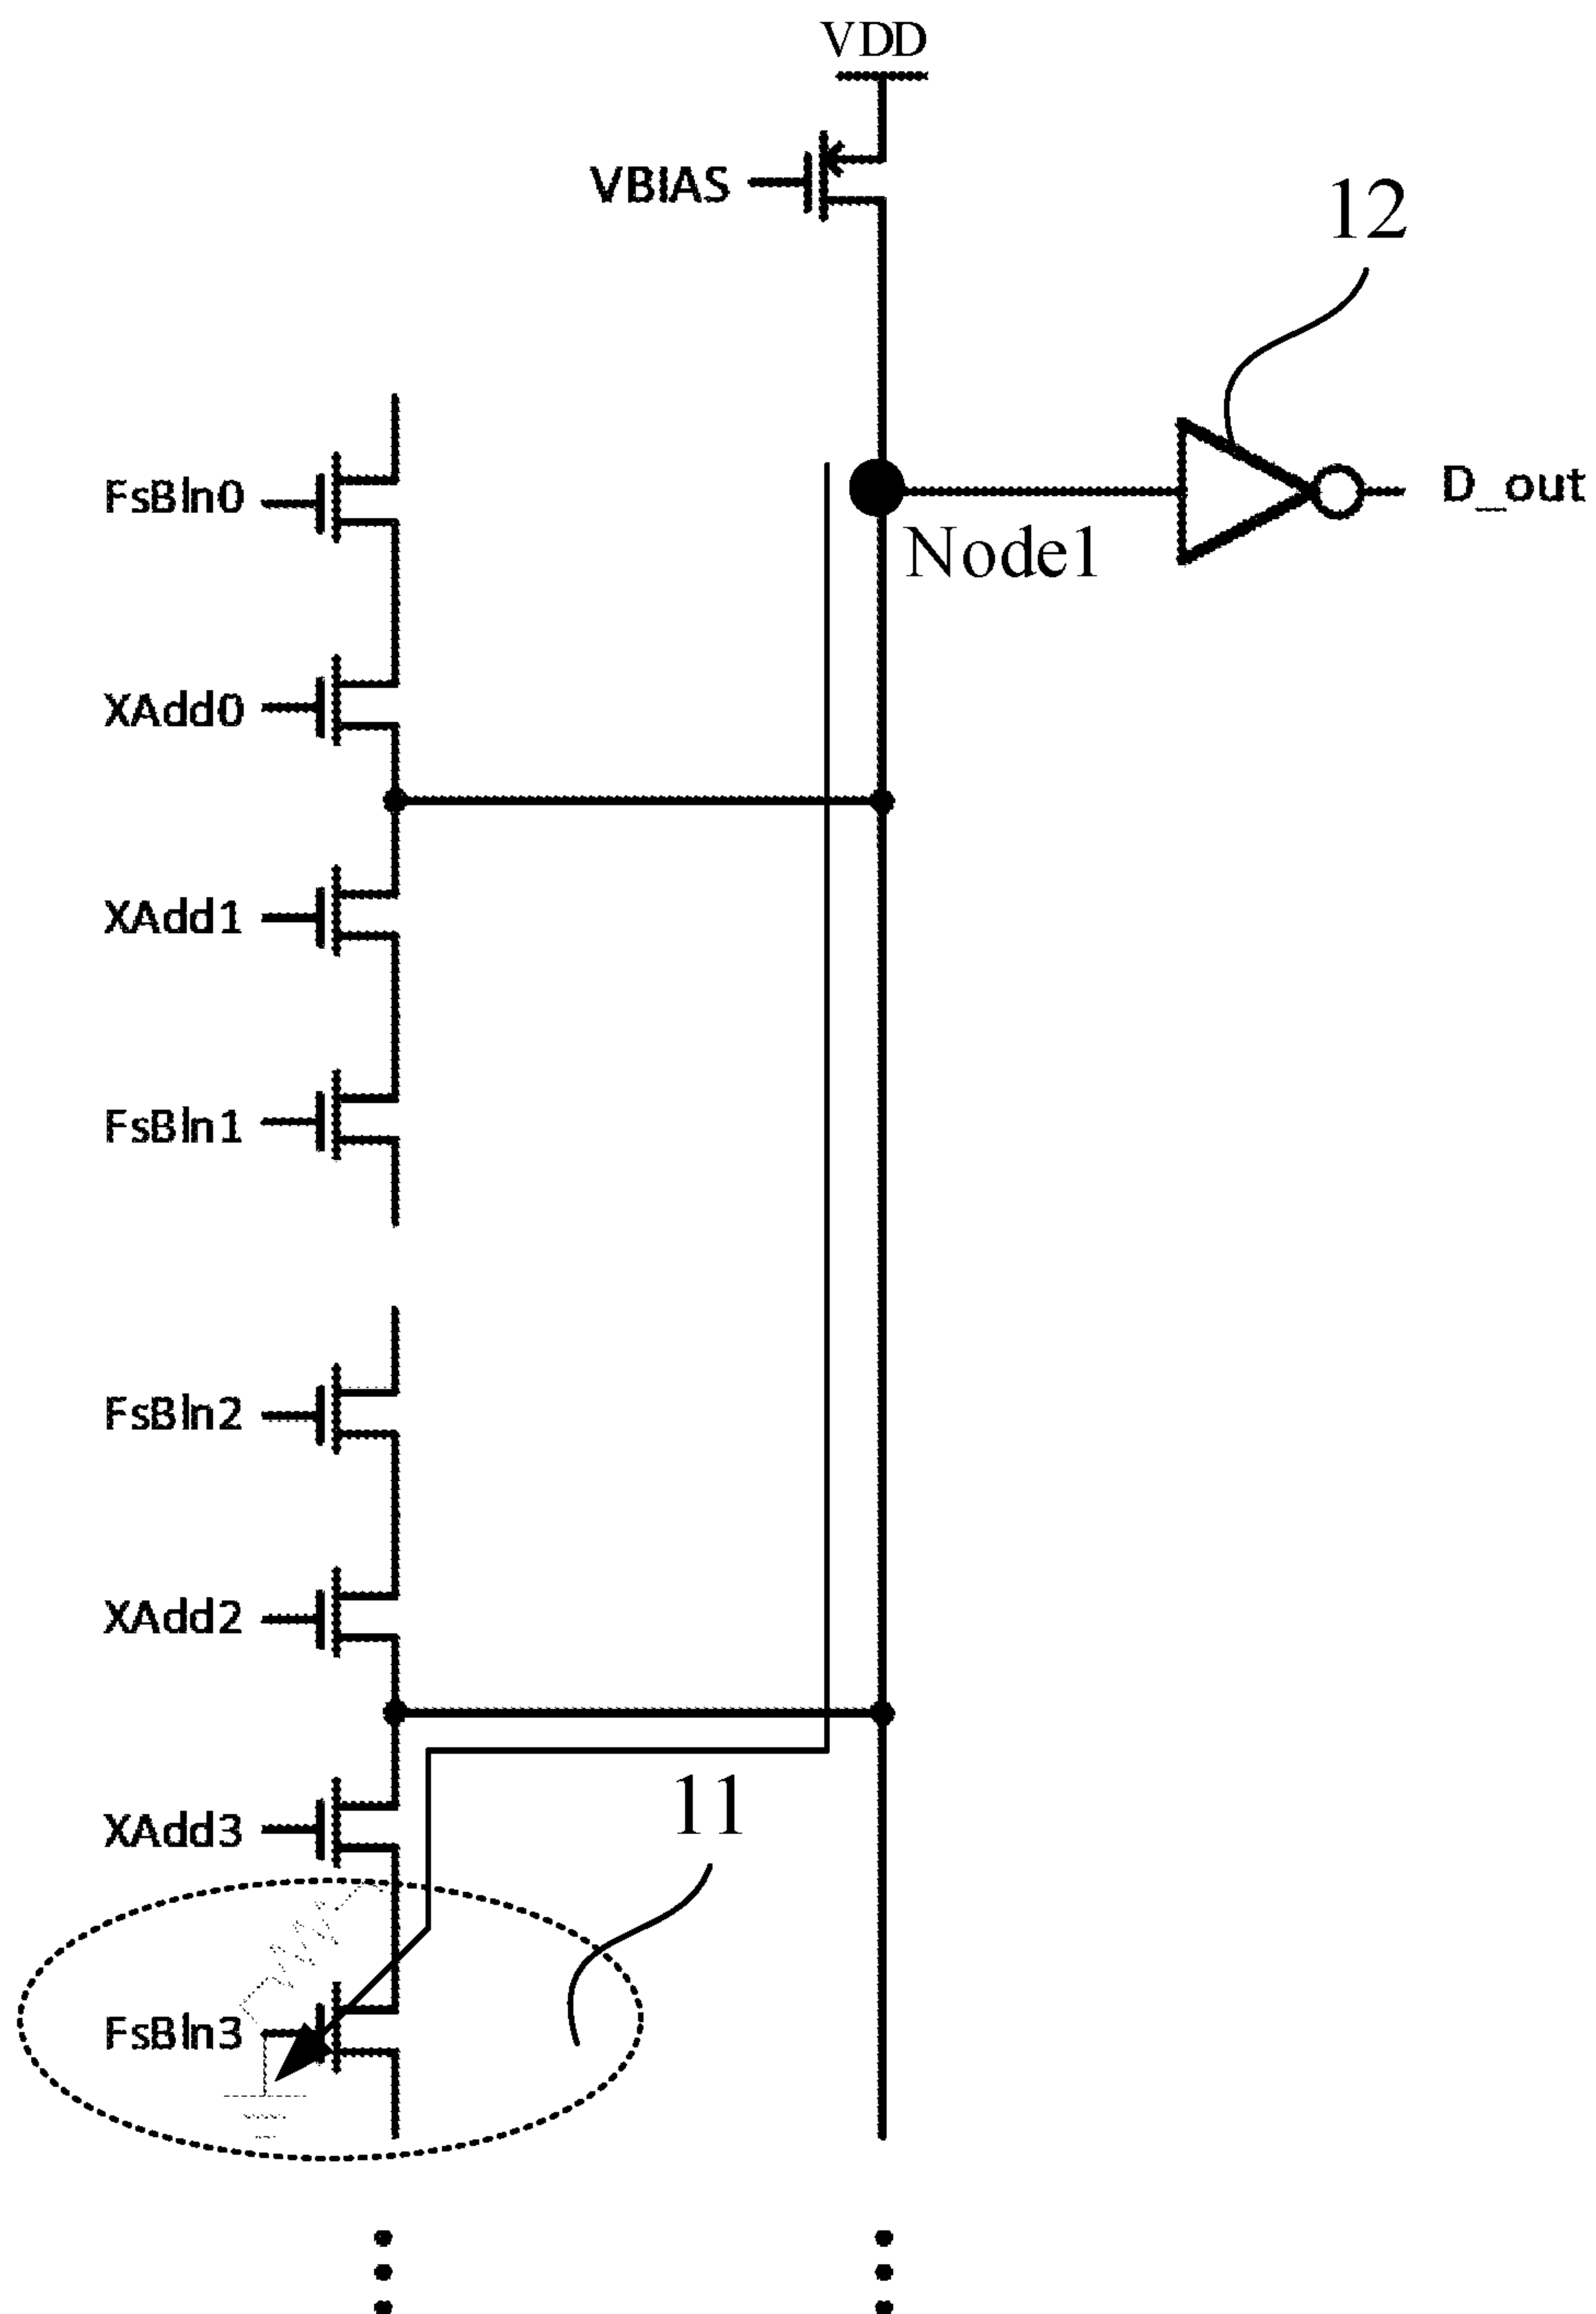 VDD
VBIAS
12
FsBln0
D_out
Node1
XAdd0
XAdd1
FsBln1
FsBln2
XAdd2
11
XAdd3
FsBln3